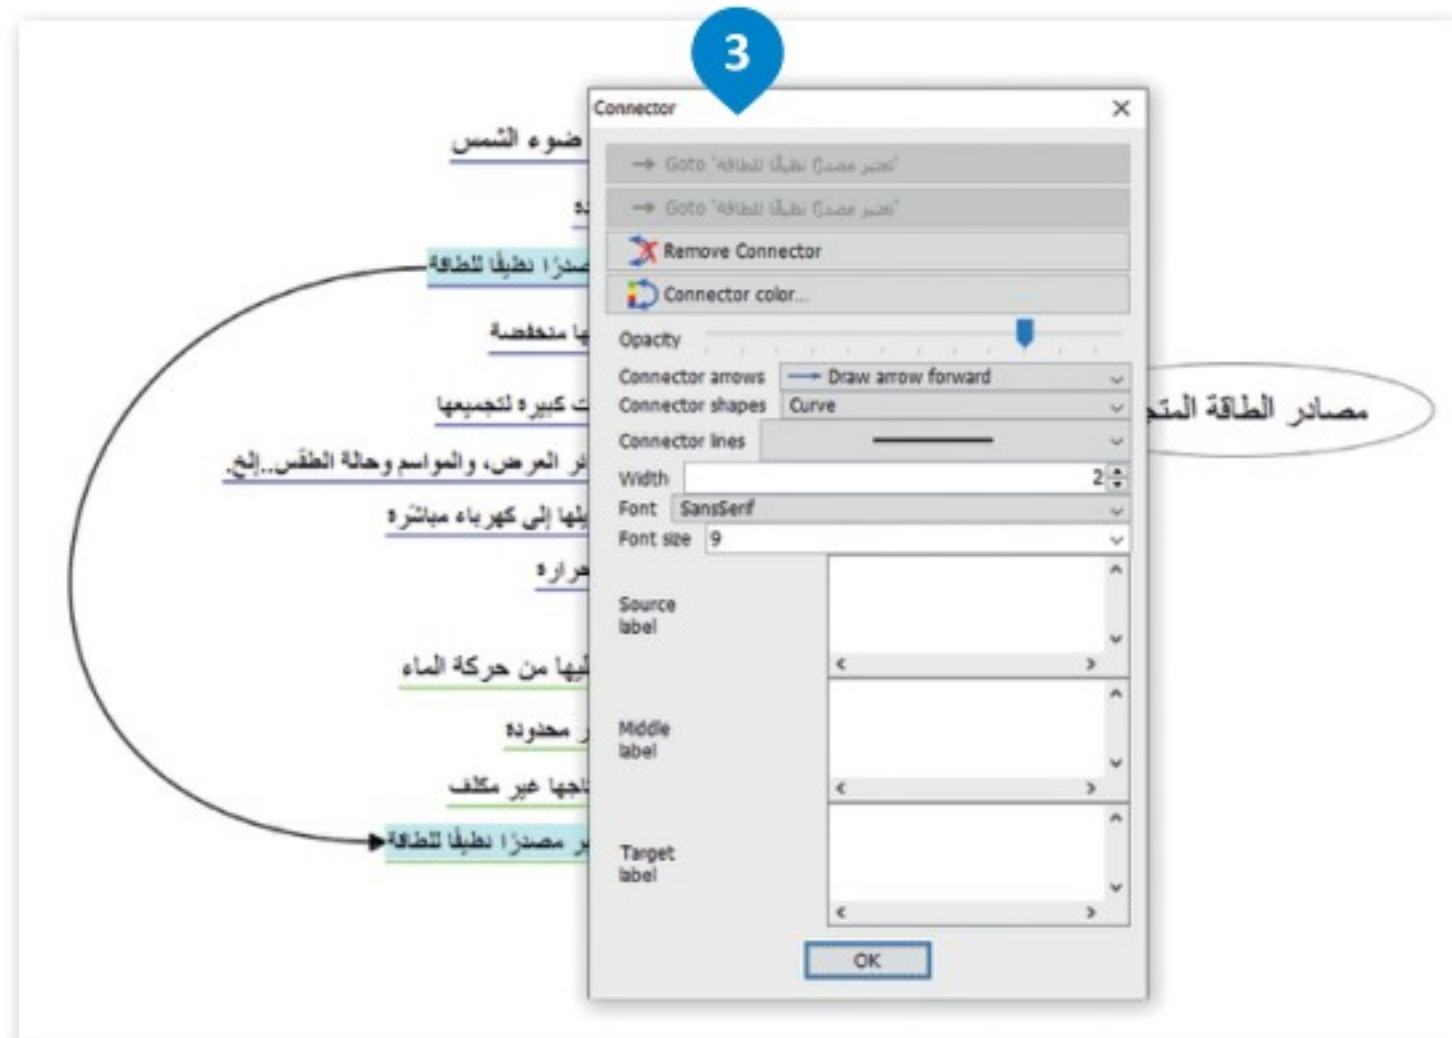 3
Connector
ضوء الشمس
→ Goto 'تعتبر مصدرًا نظيفًا للطاقة'
→ Goto 'تعتبر مصدرًا نظيفًا للطاقة'
Remove Connector
مصدرًا نظيفًا للطاقة
Connector color...
منخفضة
Opacity
Connector arrows Draw arrow forward
Connector shapes Curve
كبيرة لتجميعها
مصادر الطاقة
Connector lines
العرض، والمواسم وحالة الطقس..إلخ.
Width 2
Font SansSerif
إلى كهرباء مباشرة
Font size 9
Source
label
من حركة الماء
Middle
label
محدودة
غير مكلف
مصدرًا نظيفًا للطاقة
Target
label
OK